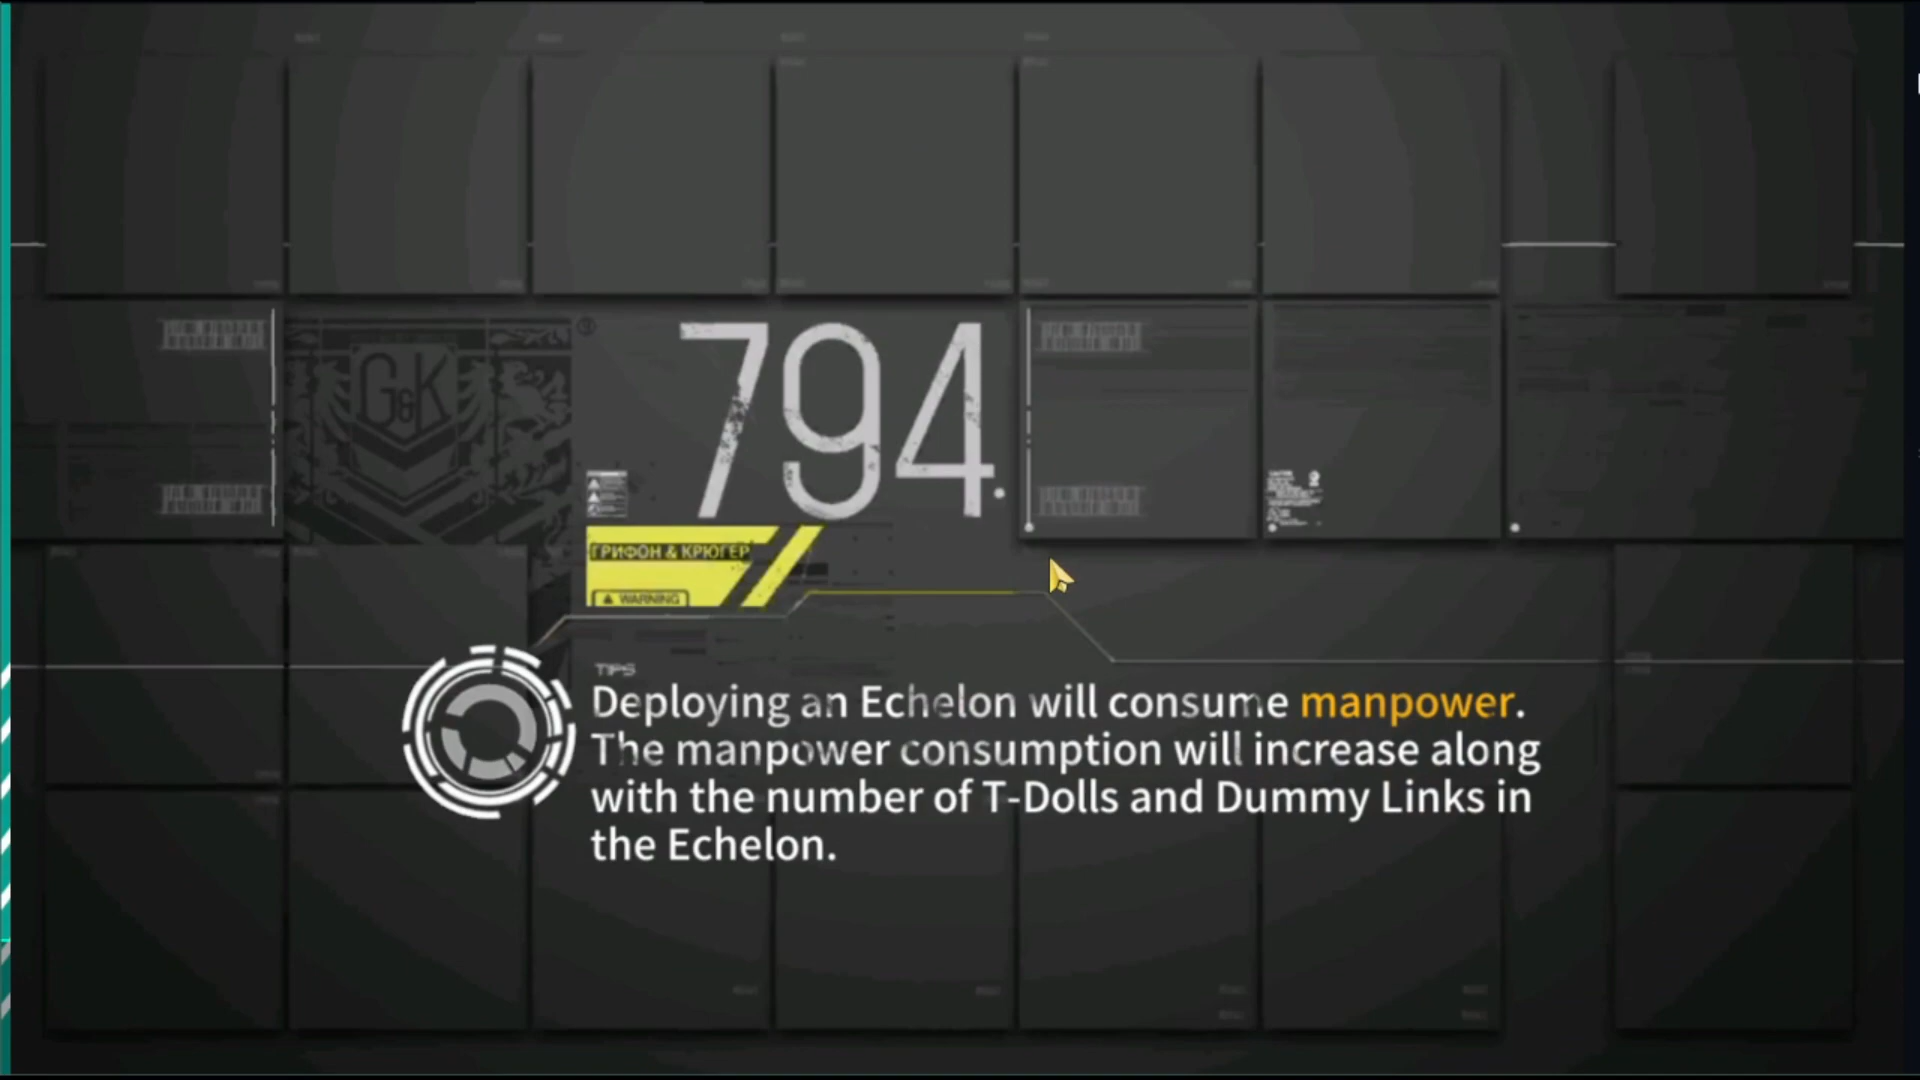 G&K
794.
ГРИФОН & КРЮГЕР
WARNING
TIPS
Deploying an Echelon will consume manpower.
The manpower consumption will increase along
with the number of T-Dolls and Dummy Links in
the Echelon.